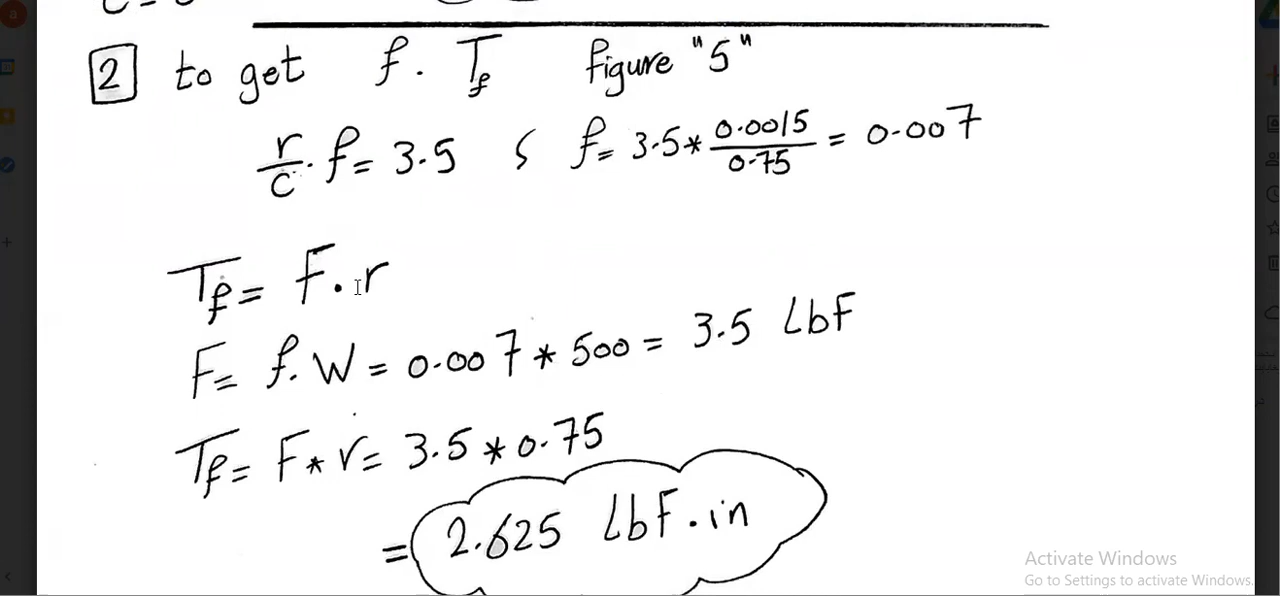 2 to get f. Tf figure "5"
r/c . f = 3.5 ⸮ f = 3.5 * 0.0015/0.75 = 0.007
Tf = F . r
F = f. W = 0.007 * 500 = 3.5 LbF
Tf = F * r = 3.5 * 0.75
= 2.625 LbF.in
Activate Windows
Go to Settings to activate Windows.